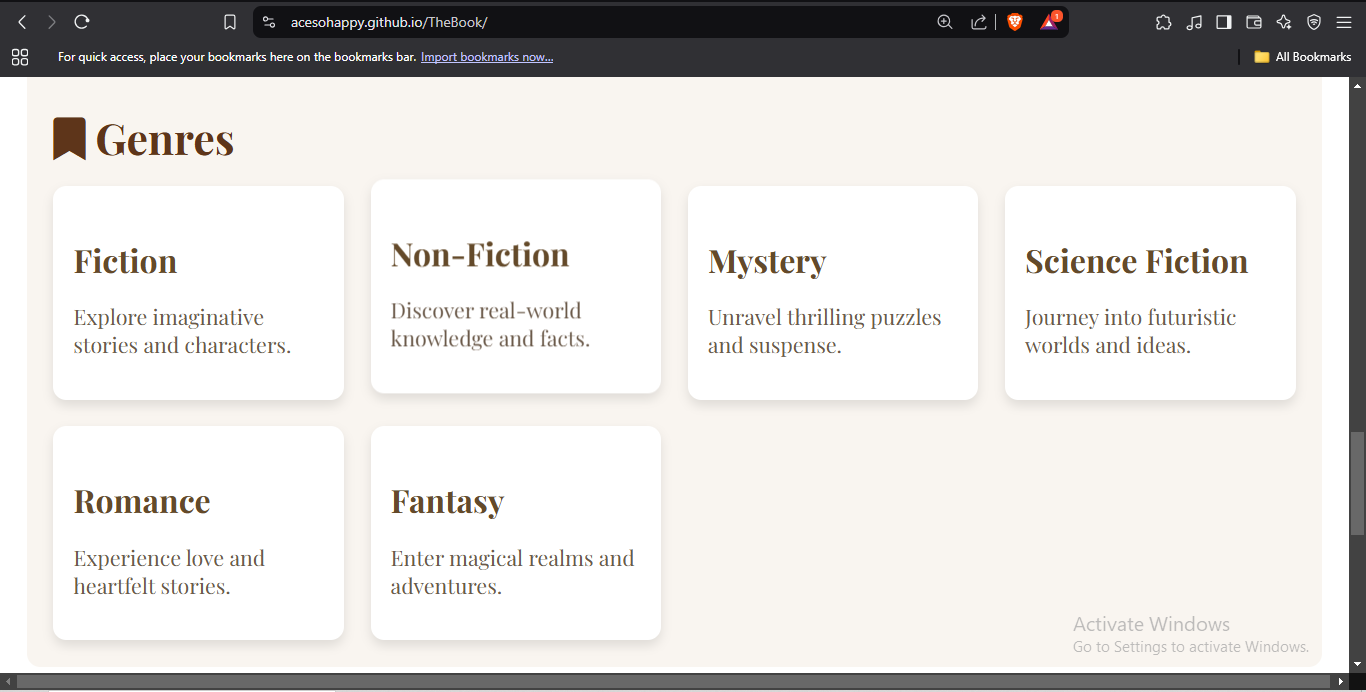 acesohappy.github.io/TheBook/
1
For quick access, place your bookmarks here on the bookmarks bar. Import bookmarks now...
All Bookmarks
Genres
Fiction
Explore imaginative
stories and characters.
Non-Fiction
Discover real-world
knowledge and facts.
Mystery
Unravel thrilling puzzles
and suspense.
Science Fiction
Journey into futuristic
worlds and ideas.
Romance
Experience love and
heartfelt stories.
Fantasy
Enter magical realms and
adventures.
Activate Windows
Go to Settings to activate Windows.